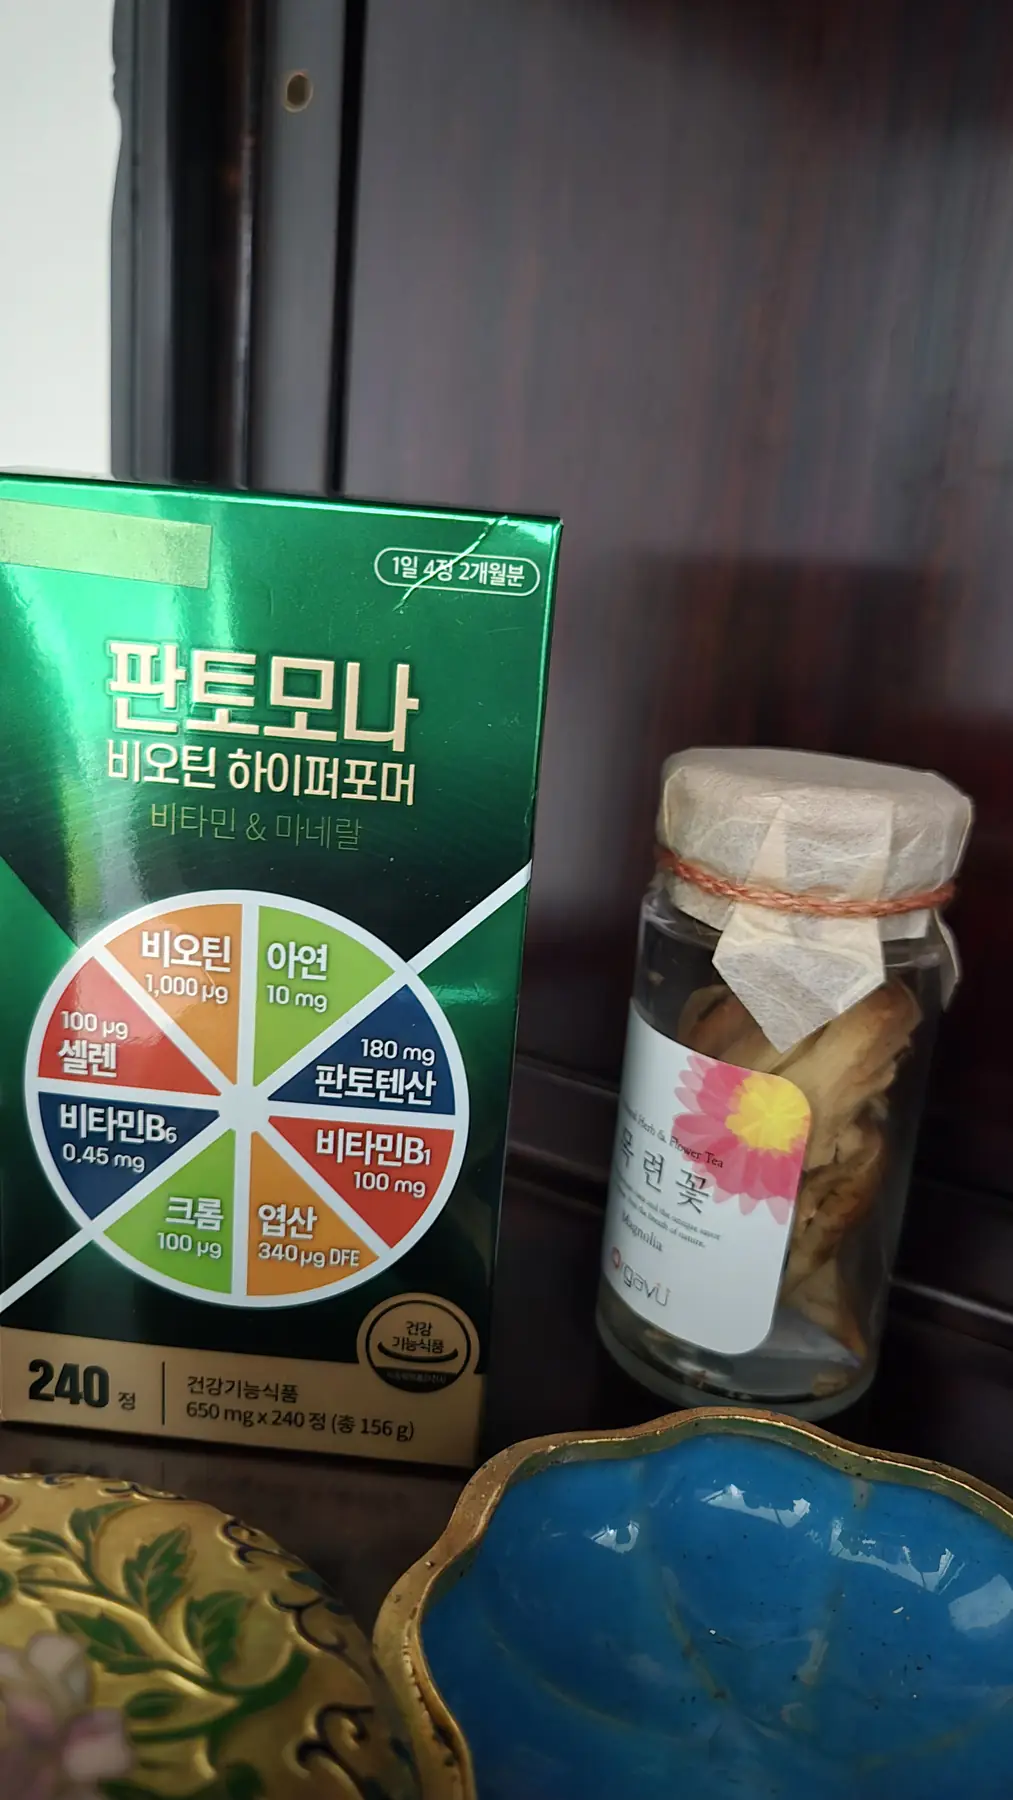 1일 4정 2개월분
판토모나
비오틴 하이퍼포머
비타민 & 미네랄
비오틴
1,000 µg
아연
10 mg
100 µg
셀렌
180 mg
판토텐산
비타민B6
0.45 mg
비타민B1
100 mg
크롬
100 µg
엽산
340 µg DFE
건강
기능식품
240 정
건강기능식품
650 mg x 240 정 (총 156 g)
Herb & Flower Tea
목련꽃
Magnolia